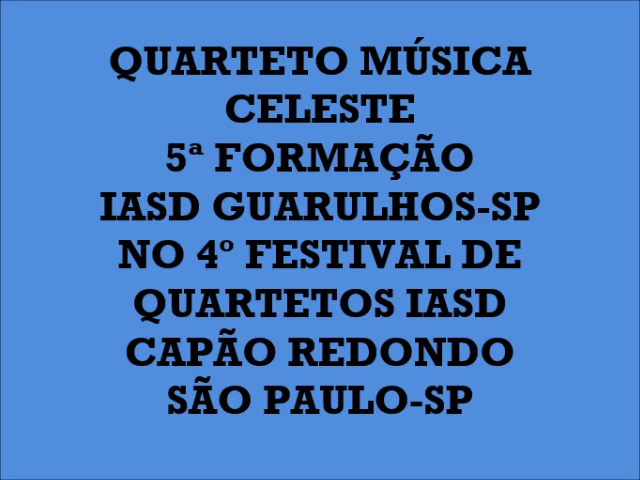 QUARTETO MÚSICA
CELESTE
5ª FORMAÇÃO
IASD GUARULHOS-SP
NO 4º FESTIVAL DE
QUARTETOS IASD
CAPÃO REDONDO
SÃO PAULO-SP